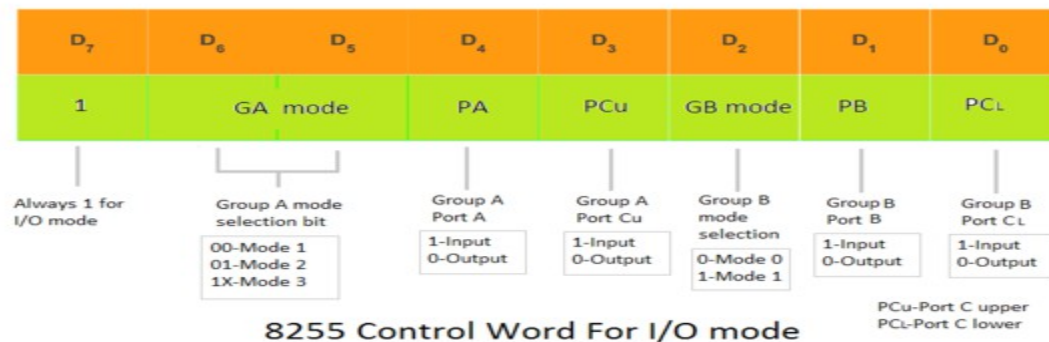 D7 D6 D5 D4 D3 D2 D1 D0
1 GA mode PA PCu GB mode PB PCL
Always 1 for
I/O mode
Group A mode
selection bit
00-Mode 1
01-Mode 2
1X-Mode 3
Group A
Port A
1-Input
0-Output
Group A
Port Cu
1-Input
0-Output
Group B
mode
selection
0-Mode 0
1-Mode 1
Group B
Port B
1-Input
0-Output
Group B
Port CL
1-Input
0-Output
PCu-Port C upper
PCL-Port C lower
8255 Control Word For I/O mode